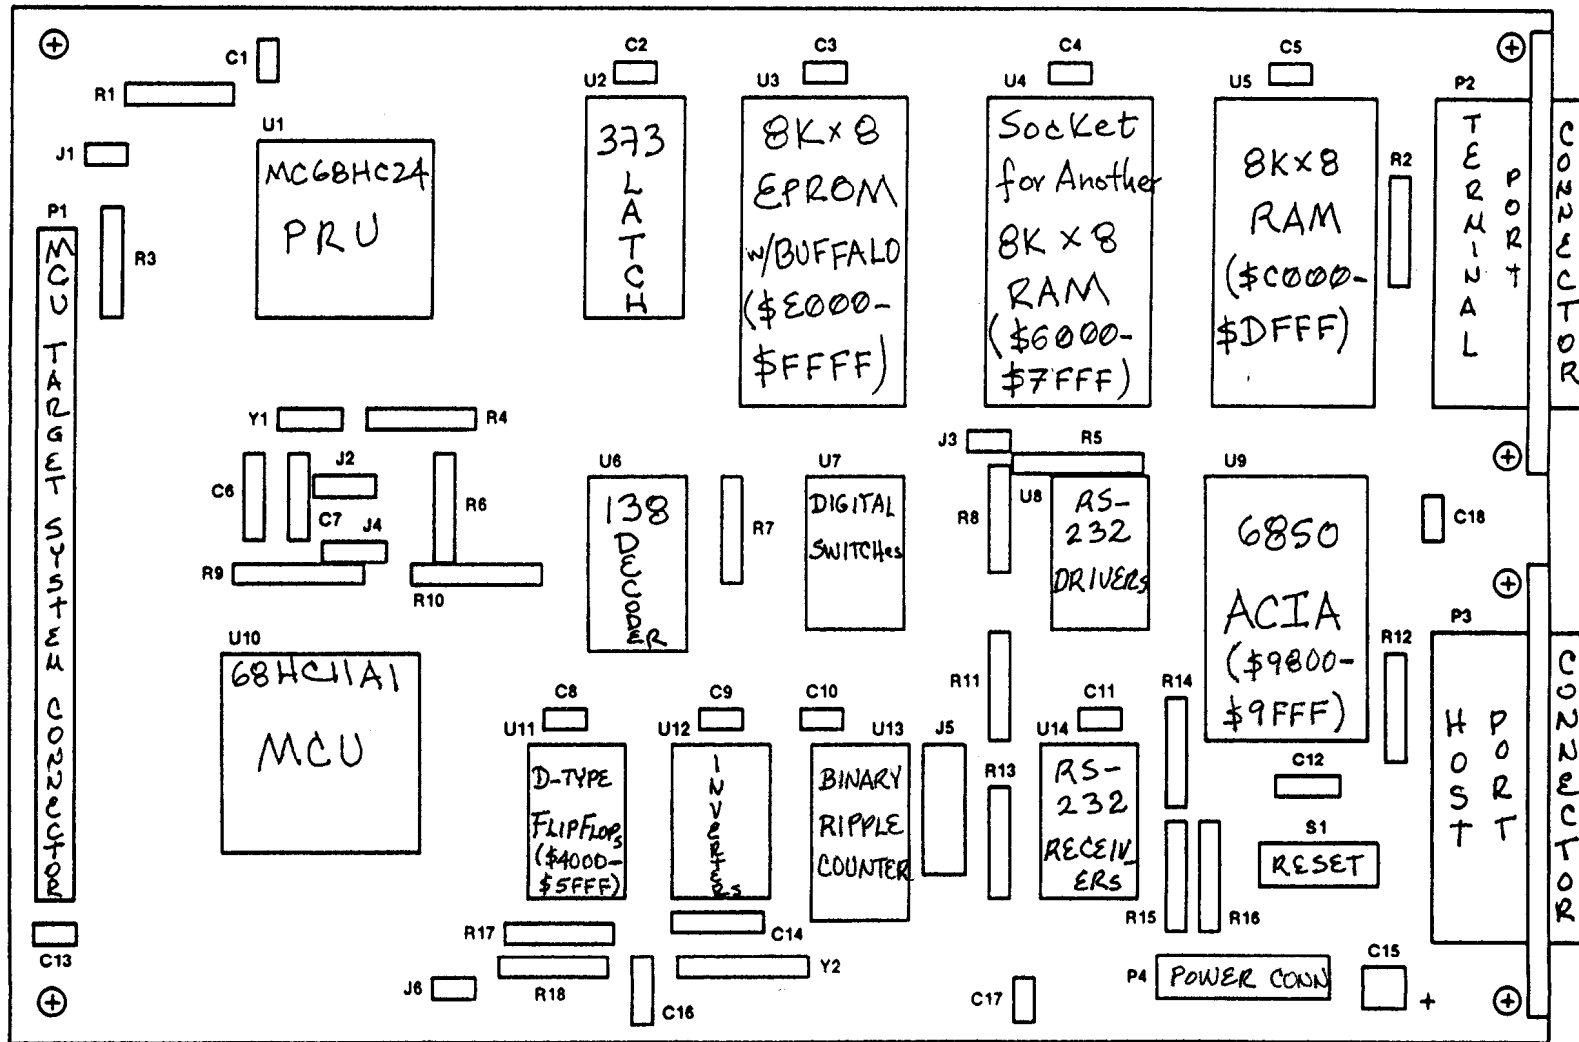 C1
C2
C3
C4
C5
R1
U1
MC68HC24
PRU
J1
P1
MCU TARGET SYSTEM CONNECTOR
R3
U2
373
LATCH
U3
8K×8
EPROM
w/BUFFALO
($E000-
$FFFF)
U4
Socket
for Another
8K × 8
RAM
($6000-
$7FFF)
U5
8K×8
RAM
($C000-
$DFFF)
R2
P2
TERMINAL
PORT
CONNECTOR
Y1
R4
C6
C7
J2
J4
R6
R9
R10
U6
138
DECODER
R7
U7
DIGITAL
SWITCHes
J3
R5
R8
U8
RS-
232
DRIVERs
U9
6850
ACIA
($9800-
$9FFF)
C18
U10
68HC11A1
MCU
C8
U11
D-TYPE
FLIPFLOPs
($4000-
$5FFF)
C9
U12
INVERTERs
C10
U13
BINARY
RIPPLE
COUNTER
J5
R11
R13
C11
U14
RS-
232
RECEIV-
ERs
R14
R12
P3
HOST
PORT
CONNECTOR
C12
S1
RESET
R15
R16
C13
R17
R18
J6
C14
C16
Y2
C17
P4
POWER CONN
C15
+